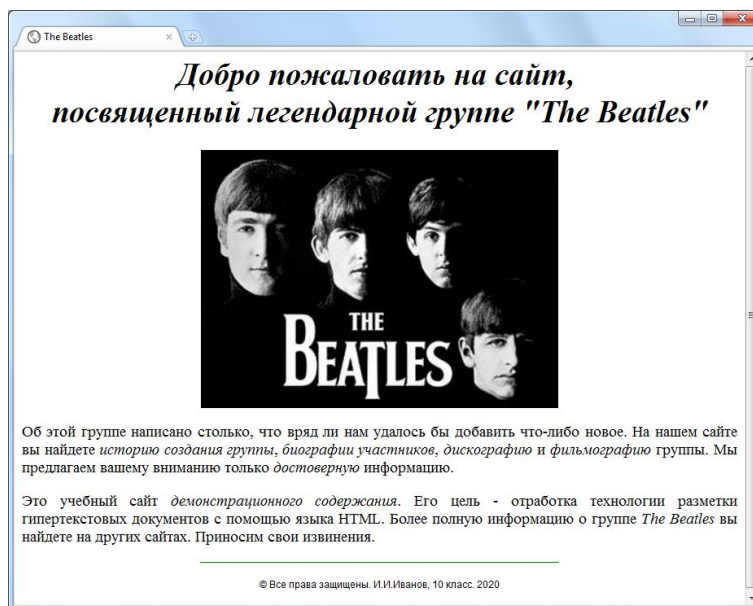 The Beatles
Добро пожаловать на сайт,
посвященный легендарной группе "The Beatles"
THE
BEATLES
Об этой группе написано столько, что вряд ли нам удалось бы добавить что-либо новое. На нашем сайте
вы найдете историю создания группы, биографии участников, дискографию и фильмографию группы. Мы
предлагаем вашему вниманию только достоверную информацию.
Это учебный сайт демонстрационного содержания. Его цель - отработка технологии разметки
гипертекстовых документов с помощью языка HTML. Более полную информацию о группе The Beatles вы
найдете на других сайтах. Приносим свои извинения.
© Все права защищены. И.И.Иванов, 10 класс. 2020